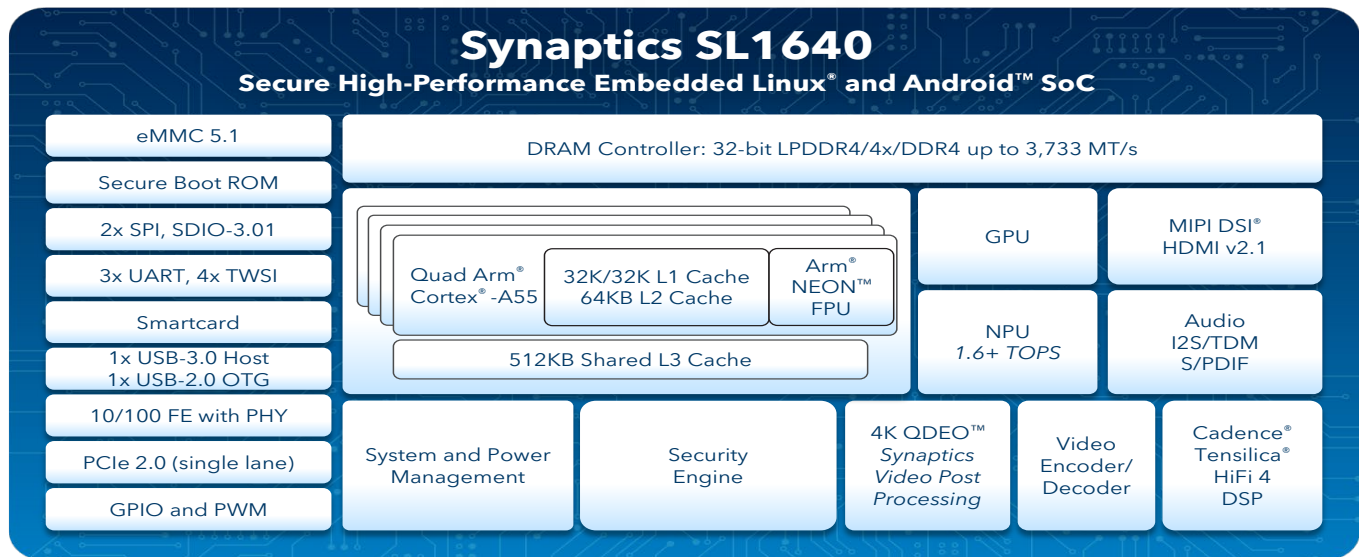 Synaptics SL1640
Secure High-Performance Embedded Linux® and Android™ SoC
eMMC 5.1
Secure Boot ROM
2x SPI, SDIO-3.01
3x UART, 4x TWSI
Smartcard
1x USB-3.0 Host
1x USB-2.0 OTG
10/100 FE with PHY
PCIe 2.0 (single lane)
GPIO and PWM
DRAM Controller: 32-bit LPDDR4/4x/DDR4 up to 3,733 MT/s
Quad Arm®
Cortex® -A55
32K/32K L1 Cache
64KB L2 Cache
Arm®
NEON™
FPU
512KB Shared L3 Cache
GPU
MIPI DSI®
HDMI v2.1
NPU
1.6+ TOPS
Audio
I2S/TDM
S/PDIF
System and Power
Management
Security
Engine
4K QDEO™
Synaptics
Video Post
Processing
Video
Encoder/
Decoder
Cadence®
Tensilica®
HiFi 4
DSP